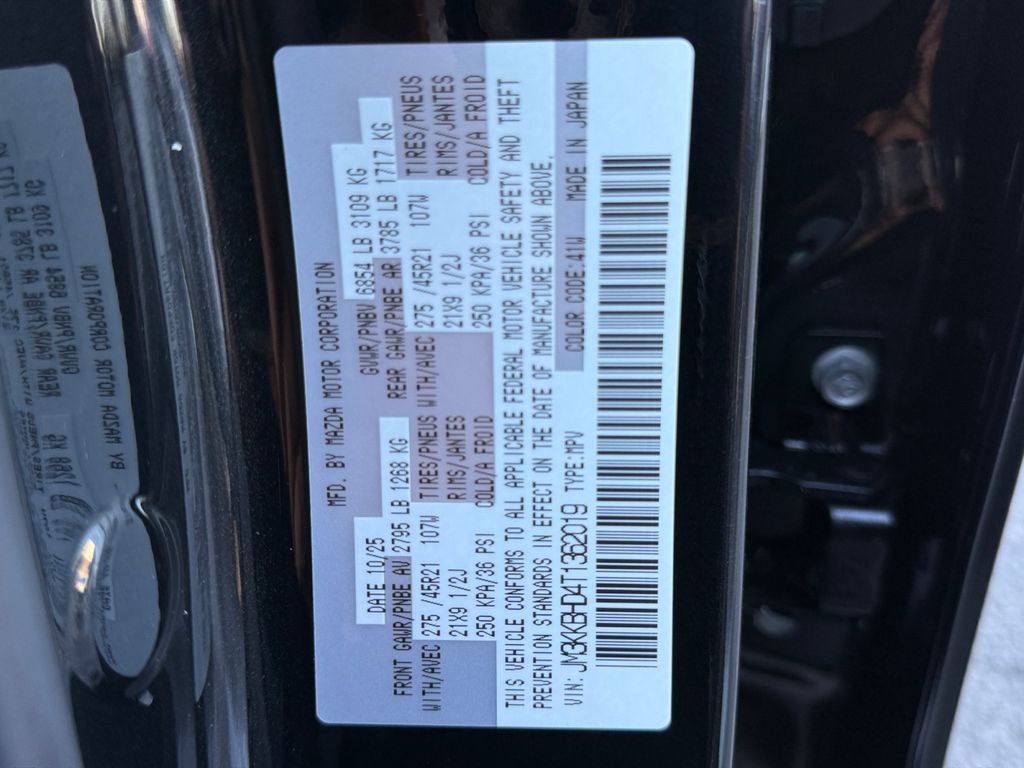 MFD. BY MAZDA MOTOR CORPORATION
DATE 10/25 GVWR/PNBV 6854 LB 3109 KG
FRONT GAWR/PNBE AV 2795 LB 1268 KG REAR GAWR/PNBE AR 3785 LB 1717 KG
WITH/AVEC 275 /45R21 107W TIRES/PNEUS WITH/AVEC 275 /45R21 107W TIRES/PNEUS
21X9 1/2J RIMS/JANTES 21X9 1/2J RIMS/JANTES
250 KPA/36 PSI COLD/A FROID 250 KPA/36 PSI COLD/A FROID
THIS VEHICLE CONFORMS TO ALL APPLICABLE FEDERAL MOTOR VEHICLE SAFETY AND THEFT
PREVENTION STANDARDS IN EFFECT ON THE DATE OF MANUFACTURE SHOWN ABOVE.
VIN: JM3KKBHD4T1362019 TYPE:MPV COLOR CODE:41W MADE IN JAPAN